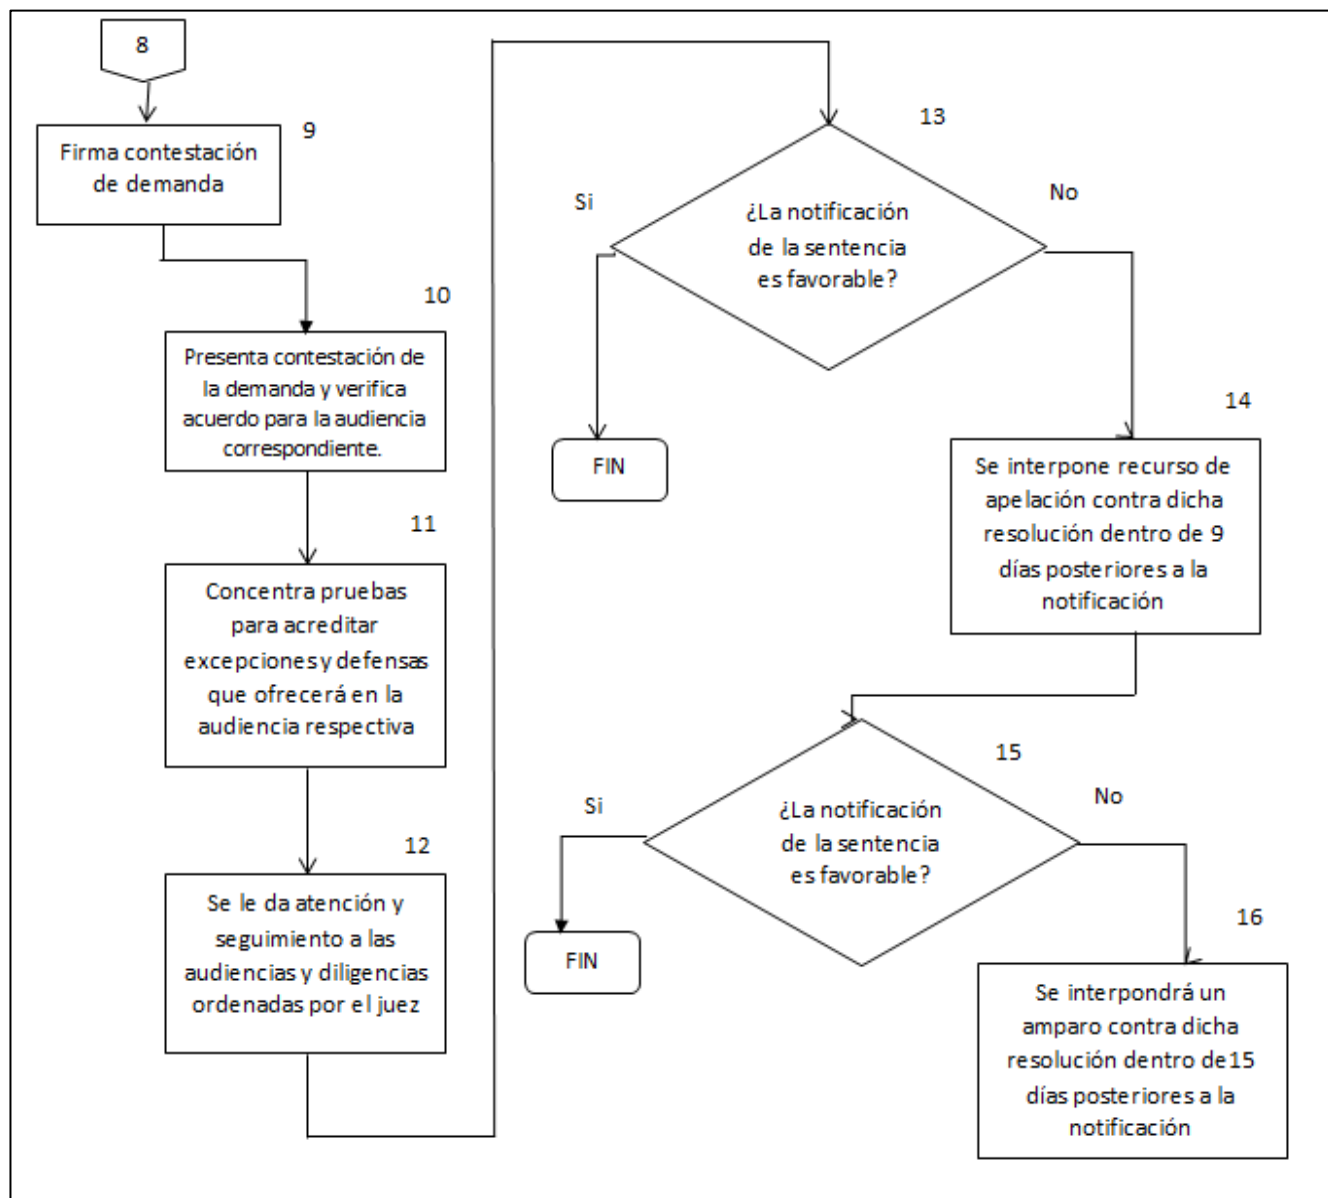 8
9
Firma contestación
de demanda
10
Presenta contestación de
la demanda y verifica
acuerdo para la audiencia
correspondiente.
11
Concentra pruebas
para acreditar
excepciones y defensas
que ofrecerá en la
audiencia respectiva
12
Se le da atención y
seguimiento a las
audiencias y diligencias
ordenadas por el juez
13
Si
No
¿La notificación
de la sentencia
es favorable?
FIN
14
Se interpone recurso de
apelación contra dicha
resolución dentro de 9
días posteriores a la
notificación
15
Si
No
¿La notificación
de la sentencia
es favorable?
FIN
16
Se interpondrá un
amparo contra dicha
resolución dentro de 15
días posteriores a la
notificación